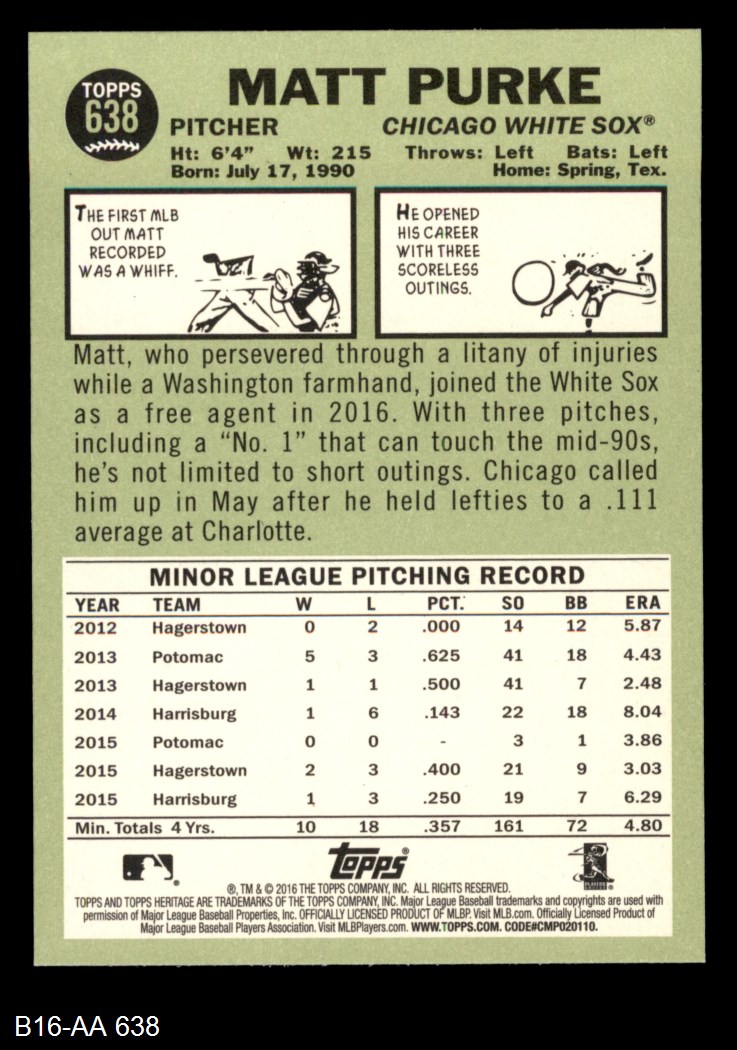 TOPPS
638
MATT PURKE
PITCHER CHICAGO WHITE SOX®
Ht: 6'4" Wt: 215 Throws: Left Bats: Left
Born: July 17, 1990 Home: Spring, Tex.
THE FIRST MLB
OUT MATT
RECORDED
WAS A WHIFF.
HE OPENED
HIS CAREER
WITH THREE
SCORELESS
OUTINGS.
Matt, who persevered through a litany of injuries
while a Washington farmhand, joined the White Sox
as a free agent in 2016. With three pitches,
including a “No. 1” that can touch the mid-90s,
he's not limited to short outings. Chicago called
him up in May after he held lefties to a .111
average at Charlotte.
MINOR LEAGUE PITCHING RECORD
YEAR TEAM W L PCT. SO BB ERA
2012 Hagerstown 0 2 .000 14 12 5.87
2013 Potomac 5 3 .625 41 18 4.43
2013 Hagerstown 1 1 .500 41 7 2.48
2014 Harrisburg 1 6 .143 22 18 8.04
2015 Potomac 0 0 - 3 1 3.86
2015 Hagerstown 2 3 .400 21 9 3.03
2015 Harrisburg 1 3 .250 19 7 6.29
Min. Totals 4 Yrs. 10 18 .357 161 72 4.80
Topps®
®, TM & © 2016 THE TOPPS COMPANY, INC. ALL RIGHTS RESERVED.
TOPPS AND TOPPS HERITAGE ARE TRADEMARKS OF THE TOPPS COMPANY, INC. Major League Baseball trademarks and copyrights are used with
permission of Major League Baseball Properties, Inc. OFFICIALLY LICENSED PRODUCT OF MLBP. Visit MLB.com. Officially Licensed Product of
Major League Baseball Players Association. Visit MLBPlayers.com. WWW.TOPPS.COM. CODE#CMP020110.
B16-AA 638